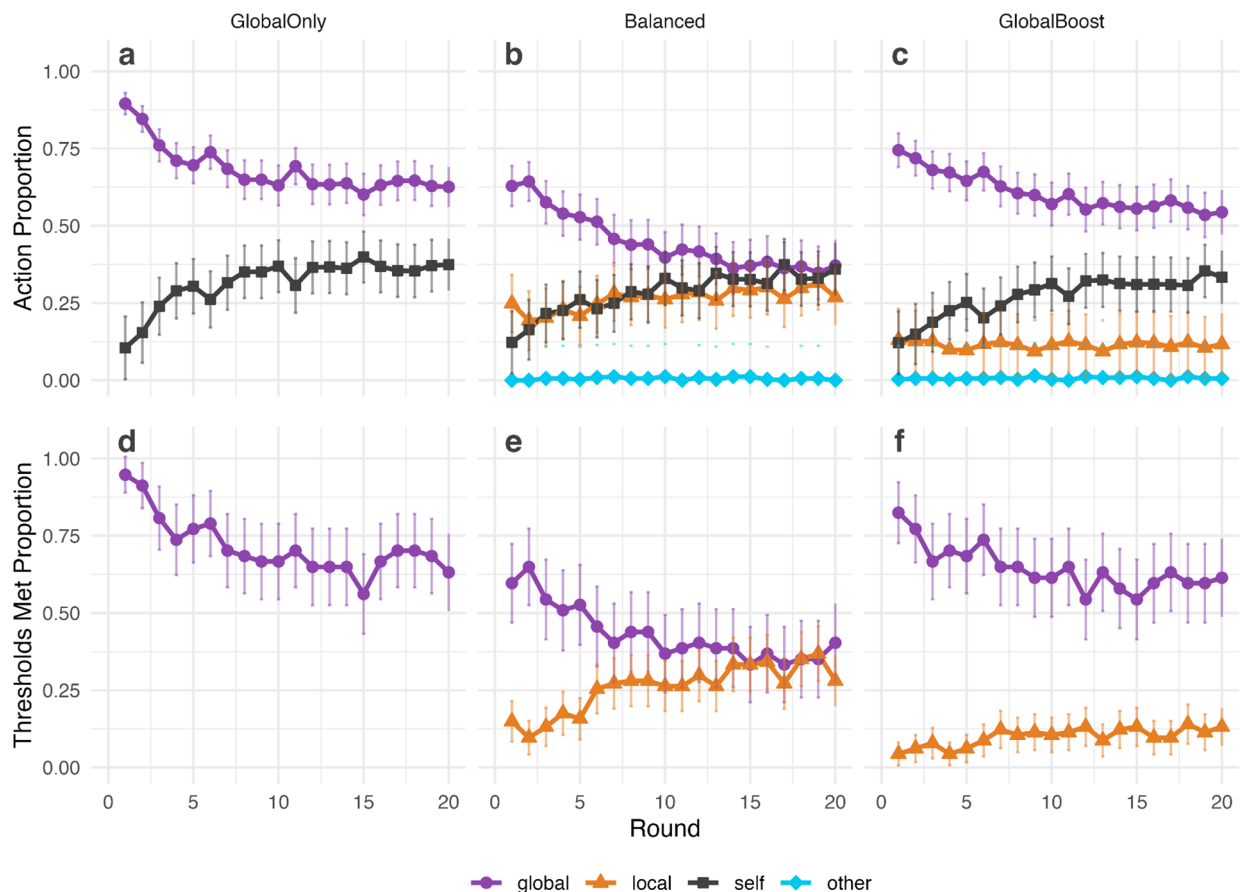 GlobalOnly Balanced GlobalBoost
a b c
Action Proportion
1.00
0.75
0.50
0.25
0.00
d e f
Thresholds Met Proportion
1.00
0.75
0.50
0.25
0.00
0 5 10 15 20 0 5 10 15 20 0 5 10 15 20
Round
global local self other